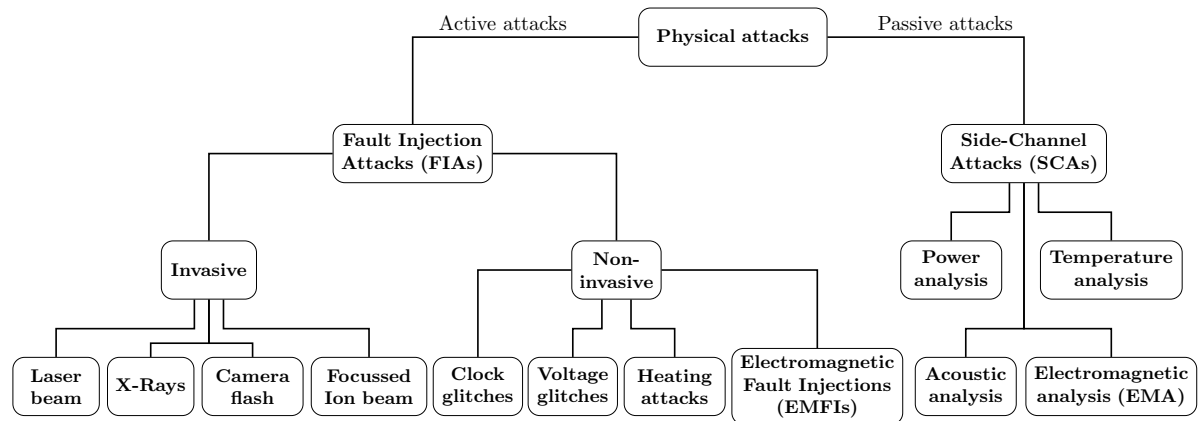 Active attacks
Physical attacks
Passive attacks
Fault Injection
Attacks (FIAs)
Side-Channel
Attacks (SCAs)
Invasive
Non-
invasive
Power
analysis
Temperature
analysis
Laser
beam
X-Rays
Camera
flash
Focussed
Ion beam
Clock
glitches
Voltage
glitches
Heating
attacks
Electromagnetic
Fault Injections
(EMFIs)
Acoustic
analysis
Electromagnetic
analysis (EMA)